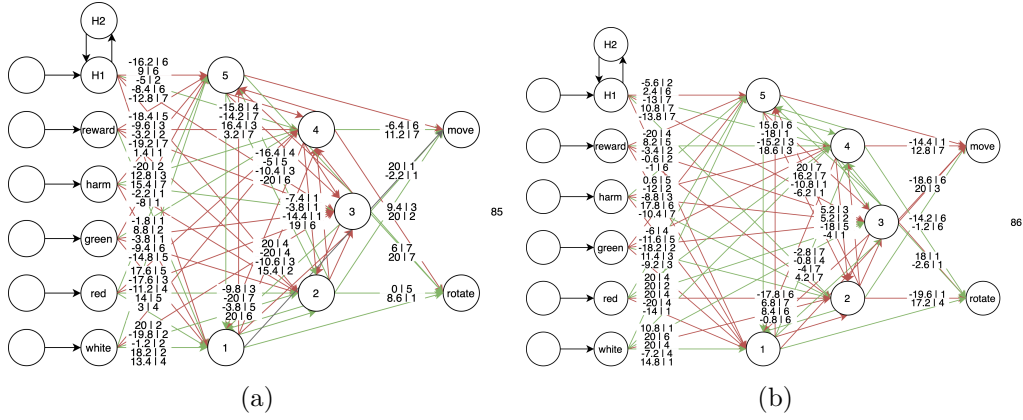 H2
H1
reward
harm
green
red
white
5
4
3
2
1
move
rotate
-16.2 | 6
9 | 6
-5 | 2
-8.4 | 6
-12.8 | 7
-18.4 | 5
-9.6 | 3
-3.2 | 2
-19.2 | 7
1.4 | 1
-20 | 2
12.8 | 3
15.4 | 7
-2.2 | 1
-8 | 1
-1.8 | 1
8.8 | 2
-3.8 | 1
-9.4 | 6
-14.8 | 5
17.6 | 5
-17.6 | 3
-11.2 | 4
14 | 5
3 | 4
20 | 2
-19.8 | 2
-1.2 | 2
18.2 | 2
13.4 | 4
-15.8 | 4
-14.2 | 7
16.4 | 3
3.2 | 7
-16.4 | 4
-5 | 5
-10.4 | 3
-20 | 6
-7.4 | 1
-3.8 | 1
-14.4 | 1
19 | 6
20 | 4
-20 | 4
-10.6 | 3
15.4 | 2
-9.8 | 3
-20 | 7
-3.8 | 5
20 | 6
-6.4 | 6
11.2 | 7
20 | 1
-2.2 | 1
9.4 | 3
20 | 2
6 | 7
20 | 7
0 | 5
8.6 | 1
85
(a)
H2
H1
reward
harm
green
red
white
5
4
3
2
1
move
rotate
-5.6 | 2
2.4 | 6
-13 | 7
10.8 | 7
-13.8 | 7
-20 | 4
8.2 | 5
-3.4 | 2
-0.6 | 2
-1 | 6
0.6 | 5
-12 | 2
-8.8 | 3
17.8 | 6
-10.4 | 7
-6 | 4
11.6 | 5
-18.2 | 2
11.4 | 3
-9.2 | 3
20 | 4
20 | 2
20 | 4
-20 | 4
-14 | 1
10.8 | 1
20 | 6
20 | 4
-7.2 | 4
14.8 | 1
15.6 | 6
-18 | 1
-15.2 | 3
18.6 | 3
20 | 7
16.2 | 7
-10.8 | 1
-6.2 | 1
5.2 | 2
5.2 | 2
-18 | 5
-4 | 1
-2.8 | 7
-0.8 | 4
-4 | 7
4.2 | 7
-17.8 | 6
6.8 | 7
8.4 | 6
-0.8 | 6
-14.4 | 1
12.8 | 7
-18.6 | 6
20 | 3
-14.2 | 6
-1.2 | 6
18 | 1
-2.6 | 1
-19.6 | 1
17.2 | 4
86
(b)